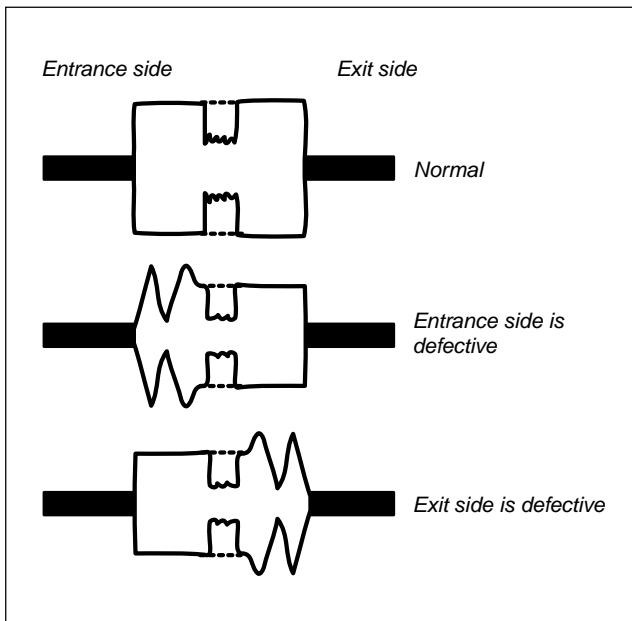 Entrance side
Exit side
Normal
Entrance side is
defective
Exit side is defective